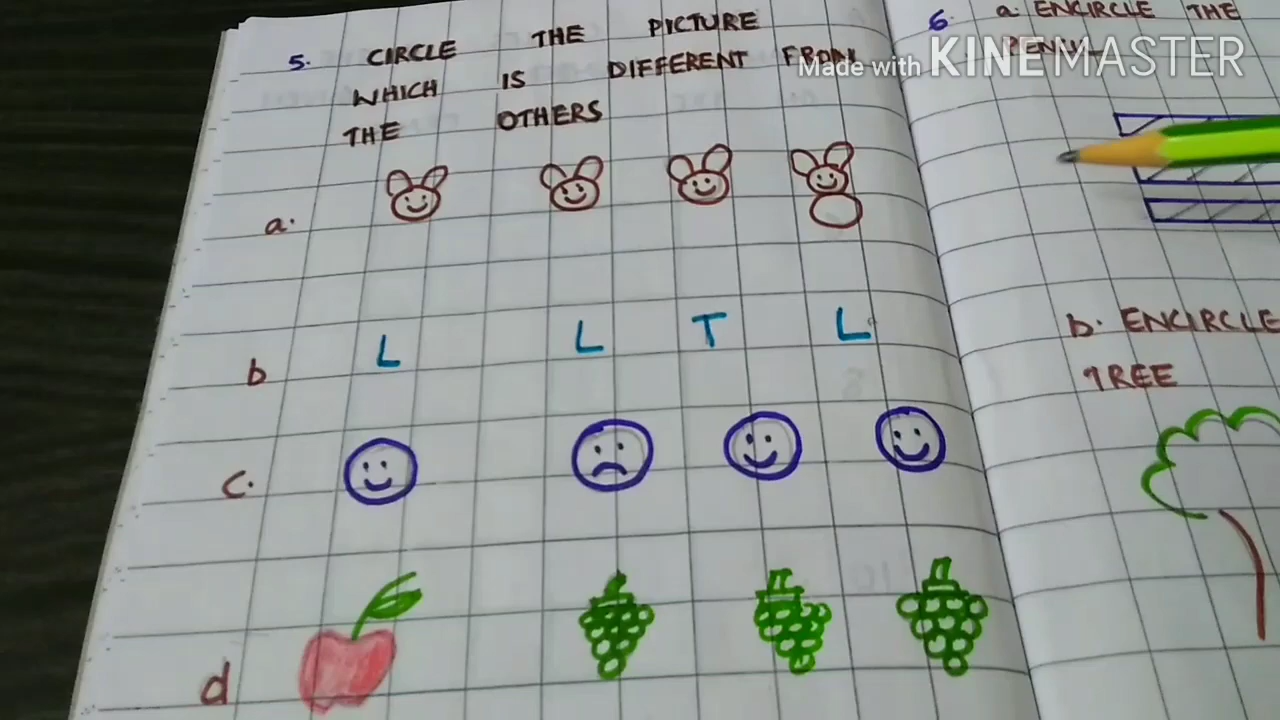 5. CIRCLE THE PICTURE
WHICH IS DIFFERENT FROM
THE OTHERS
a.
b L L T L
c.
d
6. a. ENCIRCLE THE
b. ENCIRCLE
TREE
Made with KINEMASTER